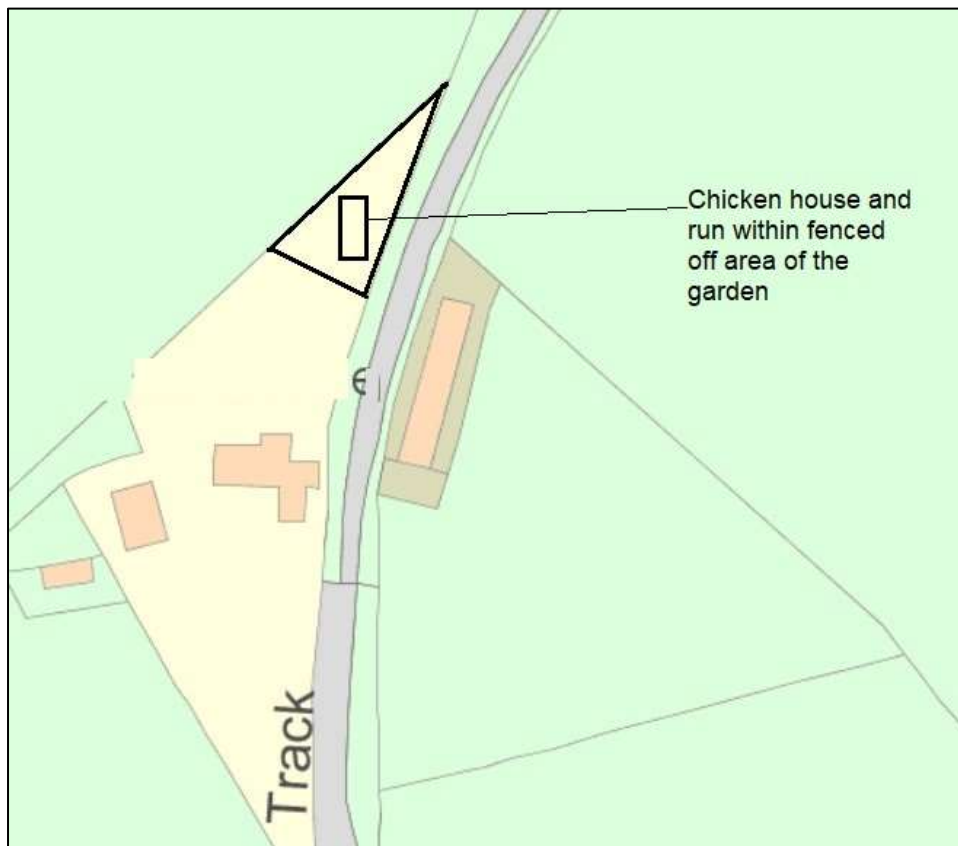 Chicken house and
run within fenced
off area of the
garden
Track